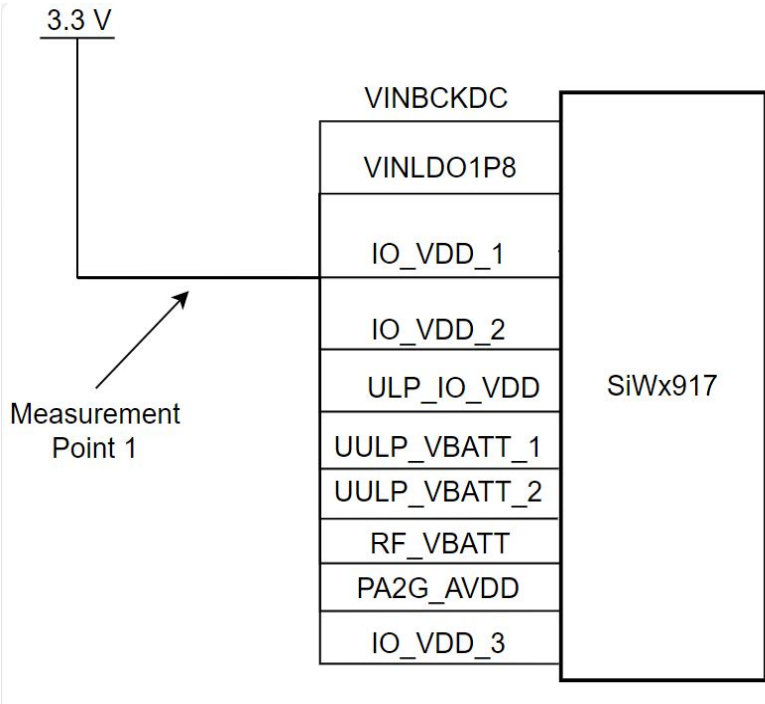 3.3 V
VINBCKDC
VINLDO1P8
IO_VDD_1
IO_VDD_2
ULP_IO_VDD
SiWx917
Measurement
Point 1
UULP_VBATT_1
UULP_VBATT_2
RF_VBATT
PA2G_AVDD
IO_VDD_3